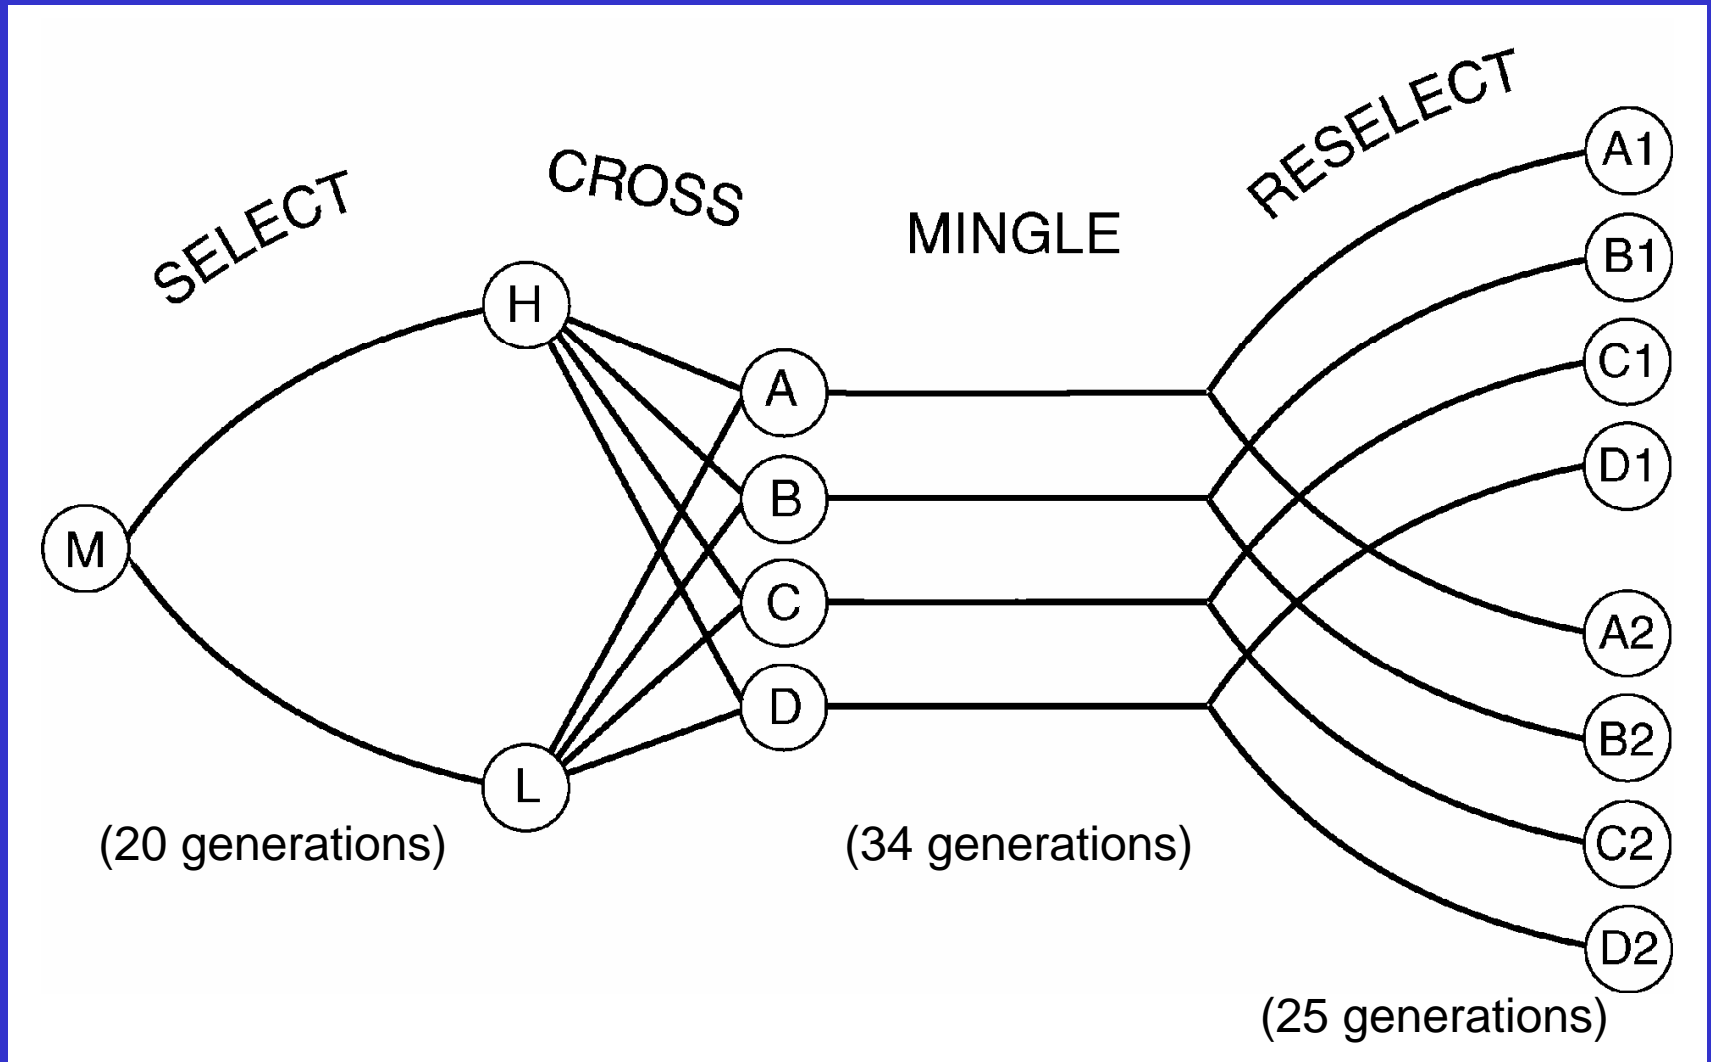 SELECT
CROSS
MINGLE
RESELECT
M
H
L
A
B
C
D
A1
B1
C1
D1
A2
B2
C2
D2
(20 generations)
(34 generations)
(25 generations)